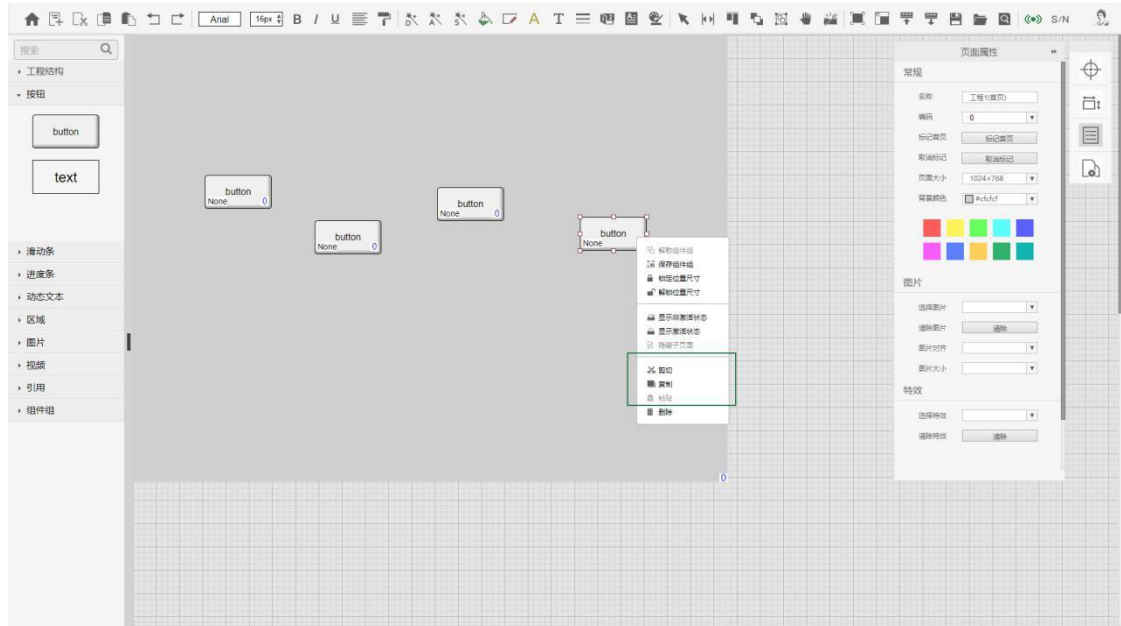 Arial 16px B I U A T S/N
搜索
工程结构
按钮
button
text
滑动条
进度条
动态文本
区域
图片
视频
引用
组件组
button
None 0
button
None 0
button
None 0
button
None
解散组件组
保存组件组
锁定位置尺寸
解锁位置尺寸
显示非激活状态
显示激活状态
隐藏子页面
剪切
复制
粘贴
删除
0
页面属性
常规
名称 工程1(首页)
编码 0
标记首页 标记首页
取消标记 取消标记
页面大小 1024×768
背景颜色 #cfcfcf
图片
选择图片
清除图片 清除
图片对齐
图片大小
特效
选择特效
清除特效 清除